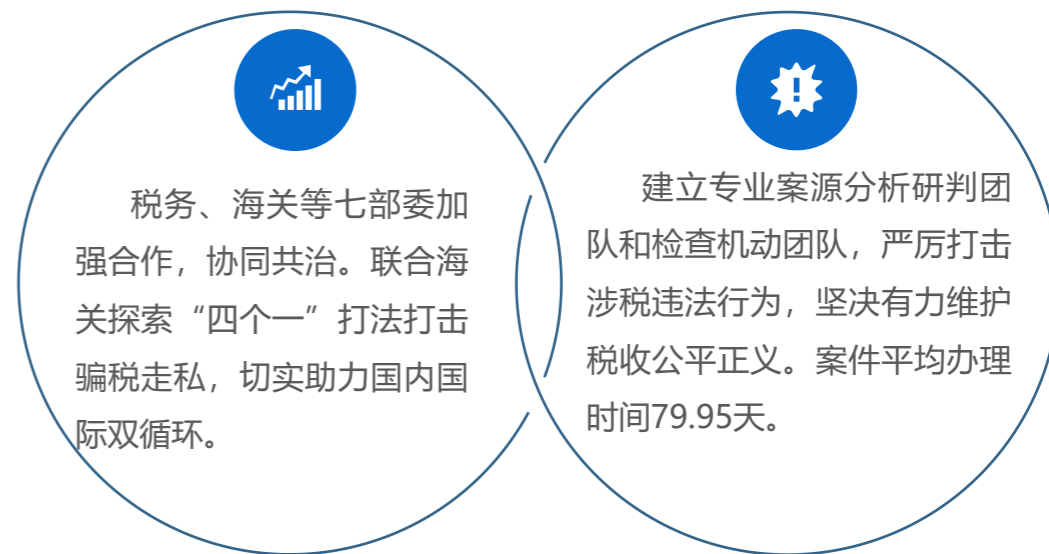 税务、海关等七部委加
强合作，协同共治。联合海
关探索“四个一”打法打击
骗税走私，切实助力国内国
际双循环。
建立专业案源分析研判团
队和检查机动团队，严厉打击
涉税违法行为，坚决有力维护
税收公平正义。案件平均办理
时间79.95天。